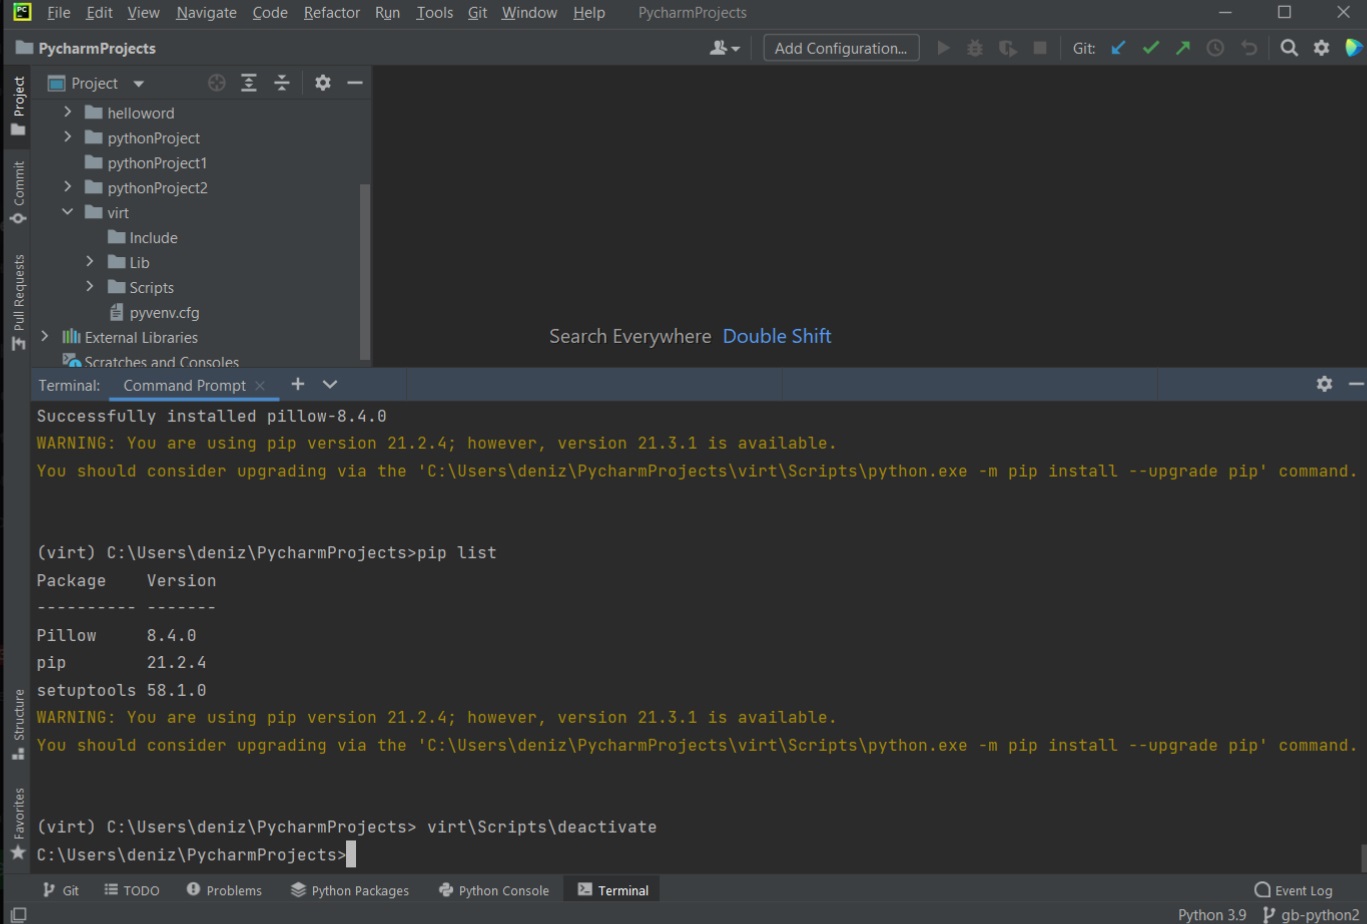 PC File Edit View Navigate Code Refactor Run Tools Git Window Help PycharmProjects
PycharmProjects Add Configuration... Git:
Project
Project
helloword
pythonProject
pythonProject1
pythonProject2
virt
Include
Lib
Scripts
pyvenv.cfg
External Libraries
Scratches and Consoles
Commit
Pull Requests
Search Everywhere Double Shift
Terminal: Command Prompt
Successfully installed pillow-8.4.0
WARNING: You are using pip version 21.2.4; however, version 21.3.1 is available.
You should consider upgrading via the 'C:\Users\deniz\PycharmProjects\virt\Scripts\python.exe -m pip install --upgrade pip' command.
(virt) C:\Users\deniz\PycharmProjects>pip list
Package    Version
---------- -------
Pillow     8.4.0
pip        21.2.4
setuptools 58.1.0
WARNING: You are using pip version 21.2.4; however, version 21.3.1 is available.
You should consider upgrading via the 'C:\Users\deniz\PycharmProjects\virt\Scripts\python.exe -m pip install --upgrade pip' command.
(virt) C:\Users\deniz\PycharmProjects> virt\Scripts\deactivate
C:\Users\deniz\PycharmProjects>
Structure
Favorites
Git TODO Problems Python Packages Python Console Terminal Event Log
Python 3.9 gb-python2